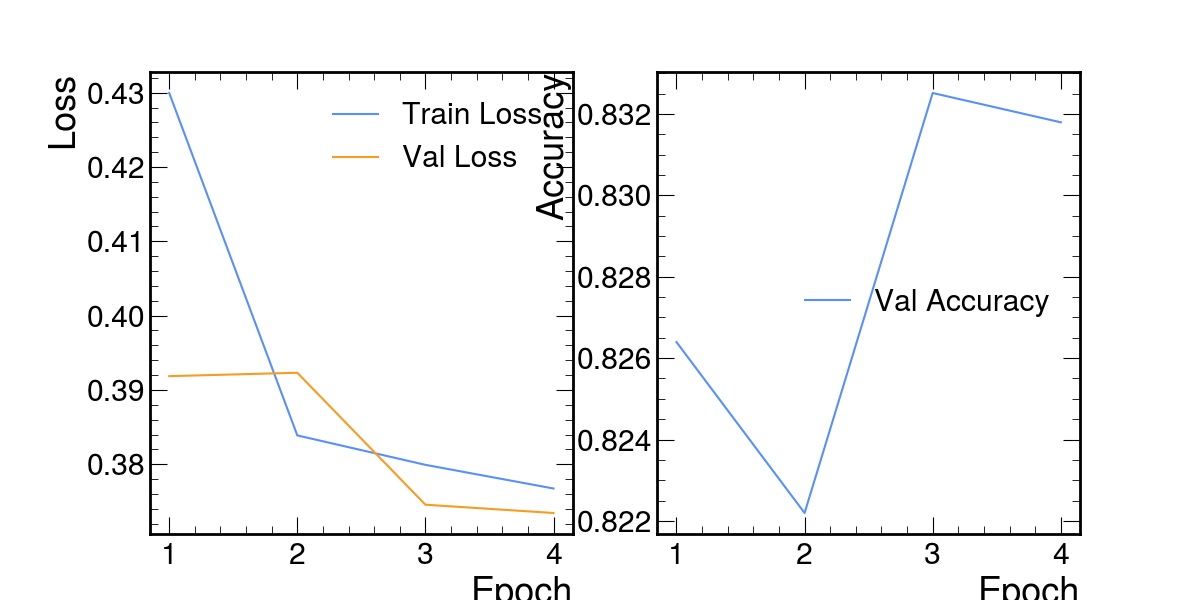 Loss
0.43
0.42
0.41
0.40
0.39
0.38
Train Loss
Val Loss
1 2 3 4
Epoch
Accuracy
0.832
0.830
0.828
0.826
0.824
0.822
Val Accuracy
1 2 3 4
Epoch